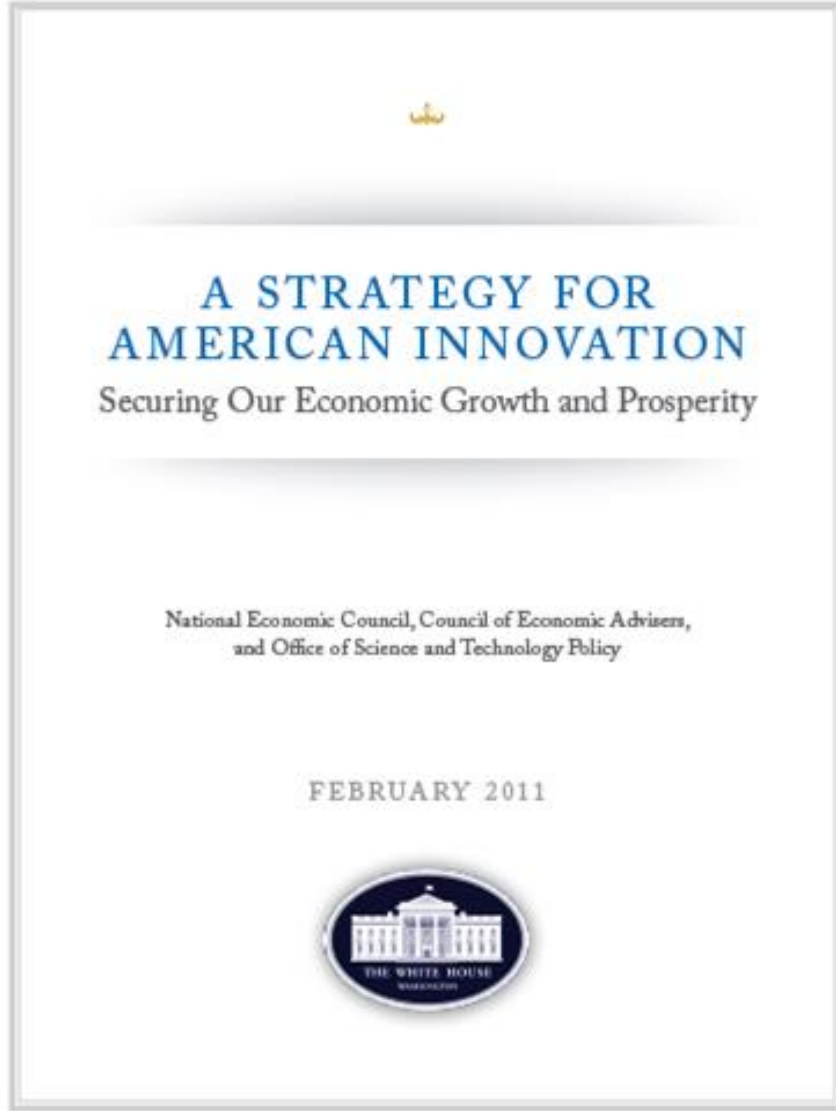 A STRATEGY FOR
AMERICAN INNOVATION
Securing Our Economic Growth and Prosperity
National Economic Council, Council of Economic Advisers,
and Office of Science and Technology Policy
FEBRUARY 2011
THE WHITE HOUSE
WASHINGTON